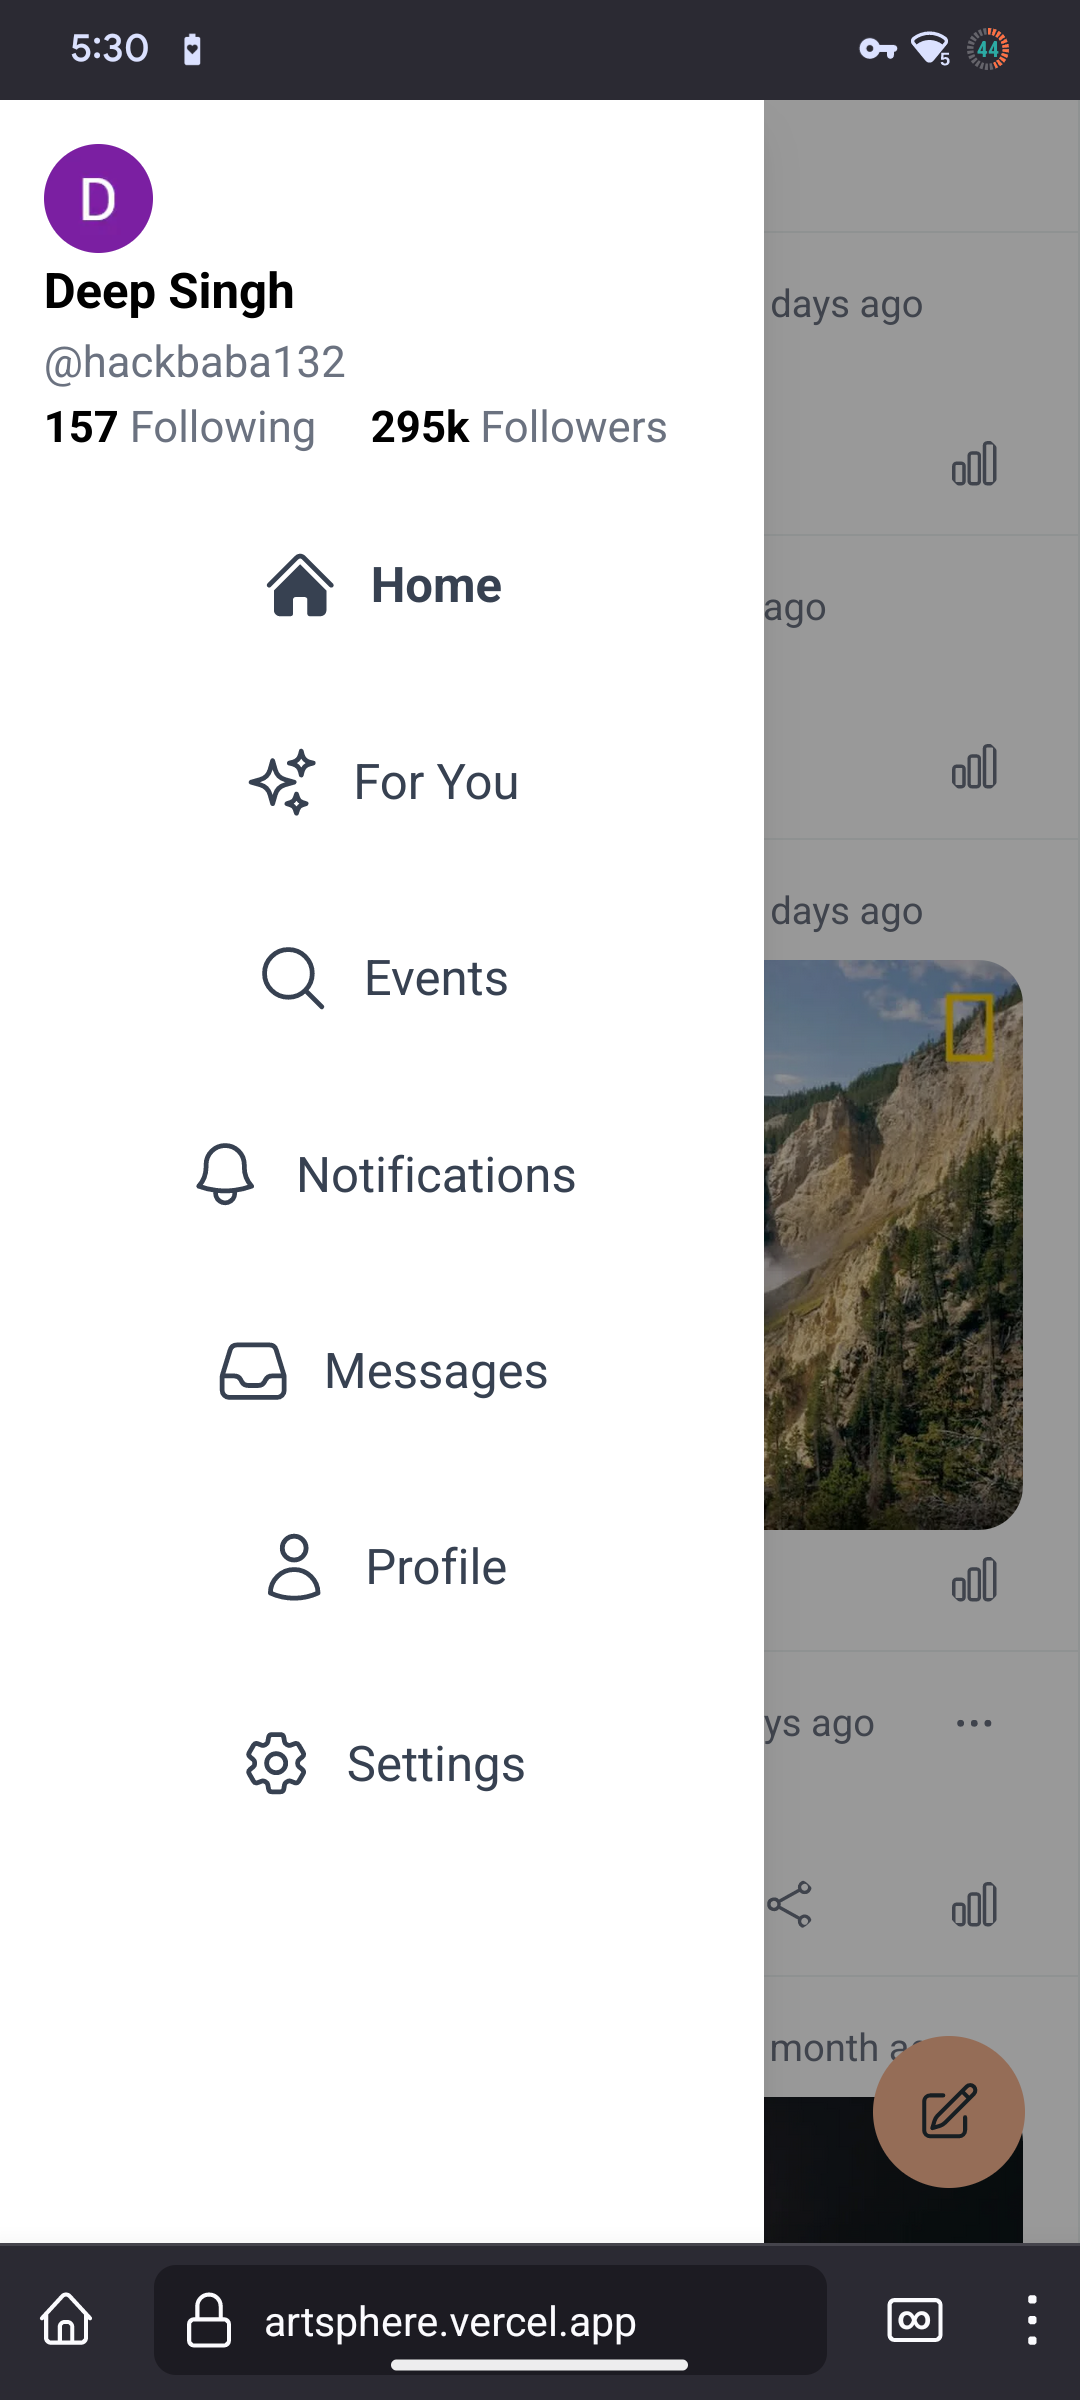 5:30
5
44
D
Deep Singh
@hackbaba132
157 Following 295k Followers
days ago
Home
ago
For You
days ago
Events
Notifications
Messages
Profile
ys ago
Settings
month a
artsphere.vercel.app
∞